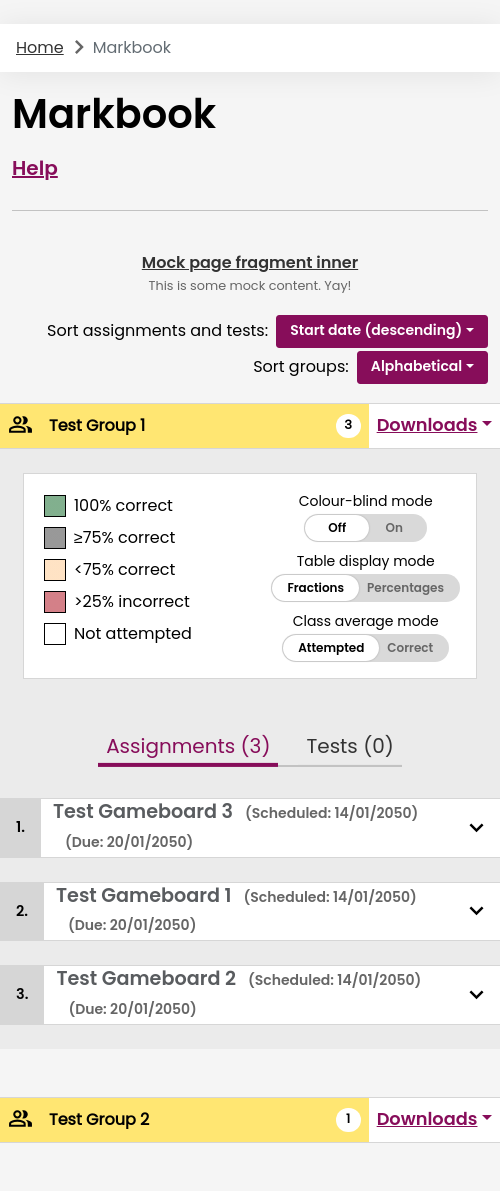 Home Markbook
Markbook
Help
Mock page fragment inner
This is some mock content. Yay!
Sort assignments and tests: Start date (descending)
Sort groups: Alphabetical
Test Group 1 3 Downloads
100% correct
≥75% correct
<75% correct
>25% incorrect
Not attempted
Colour-blind mode
Off On
Table display mode
Fractions Percentages
Class average mode
Attempted Correct
Assignments (3) Tests (0)
1. Test Gameboard 3 (Scheduled: 14/01/2050)
(Due: 20/01/2050)
2. Test Gameboard 1 (Scheduled: 14/01/2050)
(Due: 20/01/2050)
3. Test Gameboard 2 (Scheduled: 14/01/2050)
(Due: 20/01/2050)
Test Group 2 1 Downloads